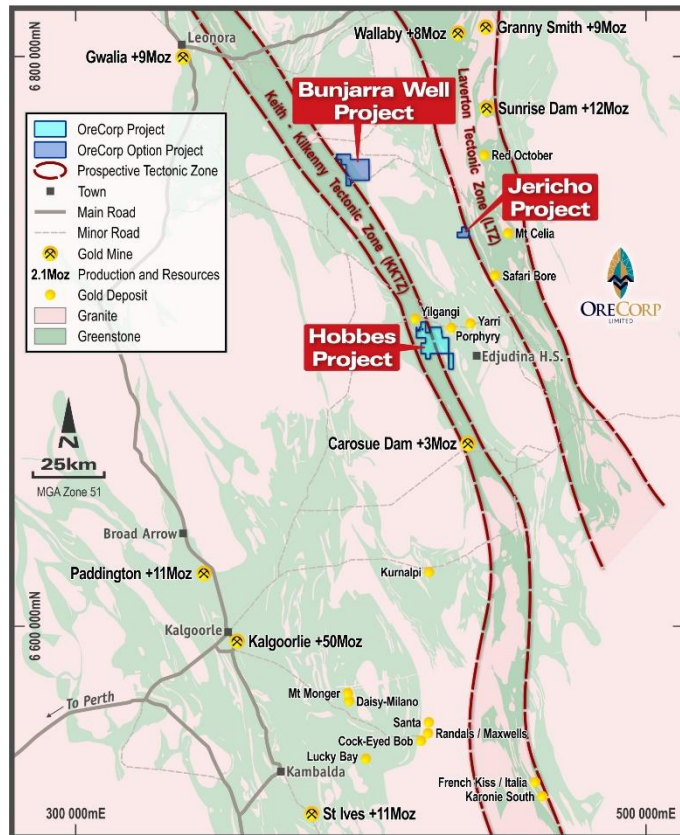 Leonora
Gwalia +9Moz
Wallaby +8Moz
Granny Smith +9Moz
6 800 000mN
Bunjarra Well
Project
Keith - Kilkenny Tectonic Zone (KKTZ)
Laverton Tectonic Zone (LTZ)
Sunrise Dam +12Moz
Red October
Jericho
Project
Mt Celia
Safari Bore
OreCorp Project
OreCorp Option Project
Prospective Tectonic Zone
Town
Main Road
Minor Road
Gold Mine
2.1Moz Production and Resources
Gold Deposit
Granite
Greenstone
ORECORP
LIMITED
Yilgangi
Yarri
Porphyry
Hobbes
Project
Edjudina H.S.
N
25km
MGA Zone 51
Carosue Dam +3Moz
Broad Arrow
Paddington +11Moz
Kurnalpi
6 600 000mN
Kalgoorle
Kalgoorlie +50Moz
To Perth
Mt Monger
Daisy-Milano
Santa
Randals / Maxwells
Cock-Eyed Bob
Lucky Bay
Kambalda
French Kiss / Italia
Karonie South
St Ives +11Moz
300 000mE
500 000mE